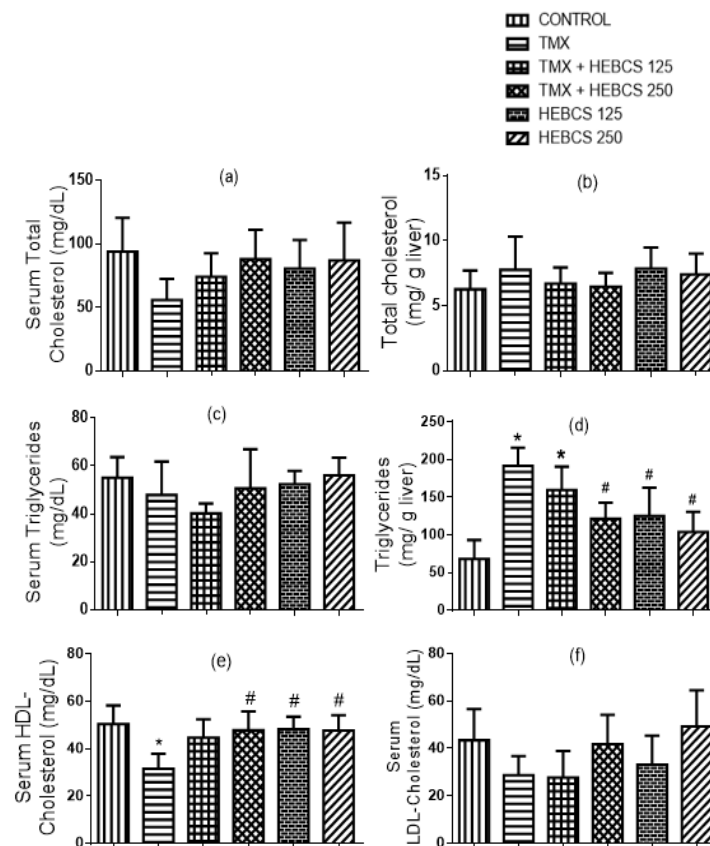 CONTROL
TMX
TMX + HEBCS 125
TMX + HEBCS 250
HEBCS 125
HEBCS 250
(a)
Serum Total
Cholesterol (mg/dL)
150
100
50
0
(b)
Total cholesterol
(mg/ g liver)
15
10
5
0
(c)
Serum Triglycerides
(mg/dL)
80
60
40
20
0
(d)
Triglycerides
(mg/ g liver)
250
200
150
100
50
0
* * # # #
(e)
Serum HDL-
Cholesterol (mg/dL)
80
60
40
20
0
* # # #
(f)
Serum
LDL-Cholesterol (mg/dL)
80
60
40
20
0